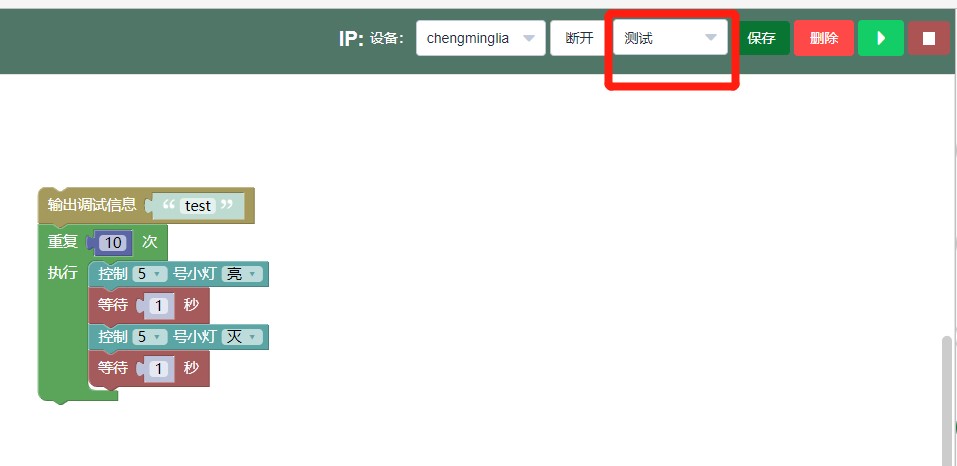 IP: 设备： chengminglia 断开 测试 保存 删除
输出调试信息 “ test ”
重复 10 次
执行 控制 5 号小灯 亮
等待 1 秒
控制 5 号小灯 灭
等待 1 秒